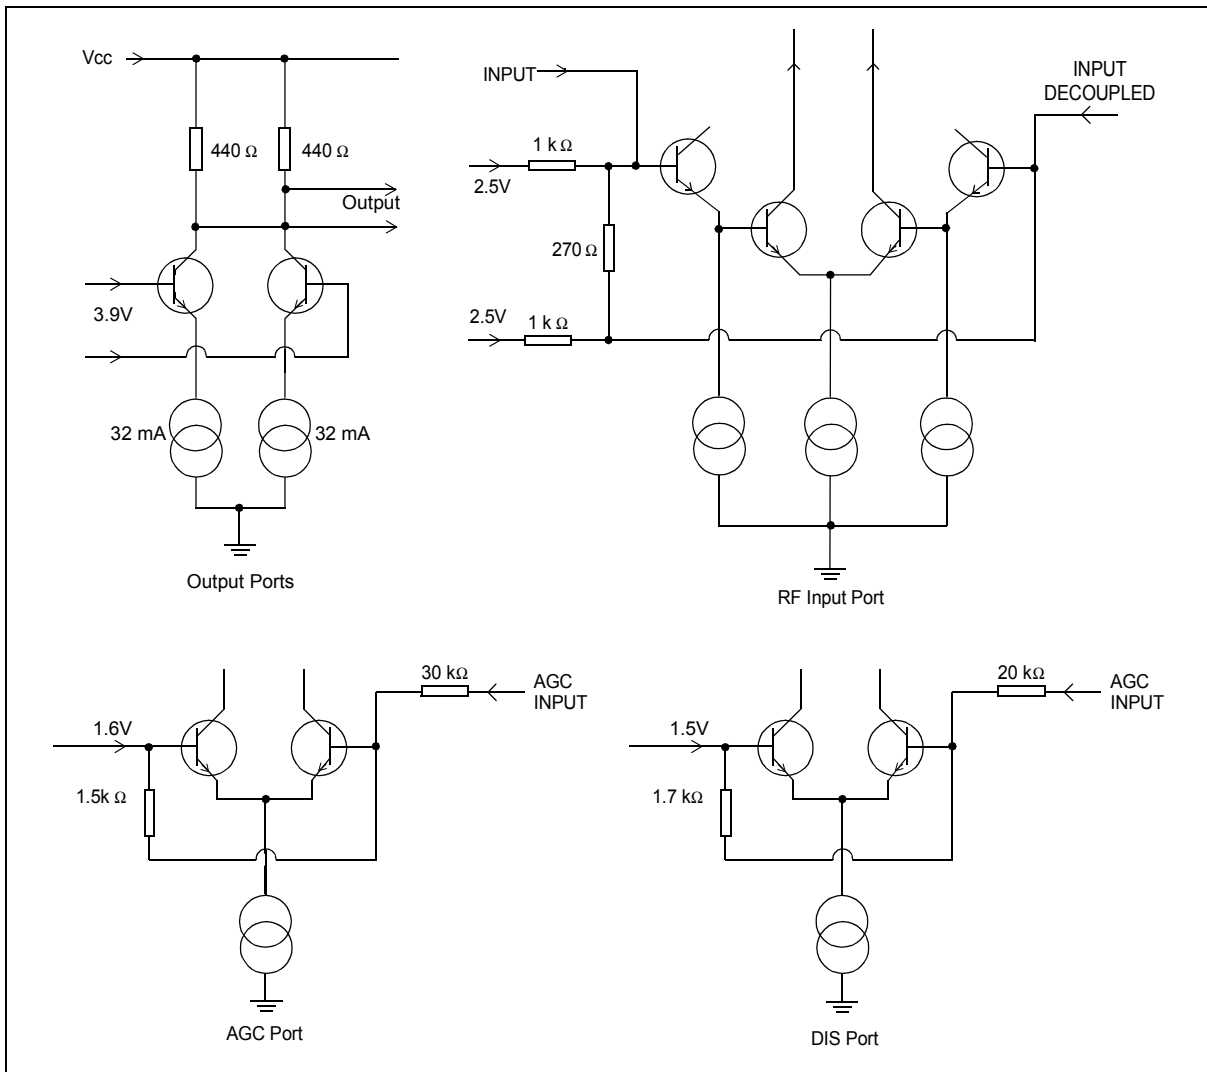 Vcc
440 Ω
440 Ω
Output
3.9V
32 mA
32 mA
Output Ports
INPUT
INPUT
DECOUPLED
1 kΩ
2.5V
270 Ω
2.5V
1 kΩ
RF Input Port
30 kΩ
AGC
INPUT
1.6V
1.5k Ω
AGC Port
20 kΩ
AGC
INPUT
1.5V
1.7 kΩ
DIS Port